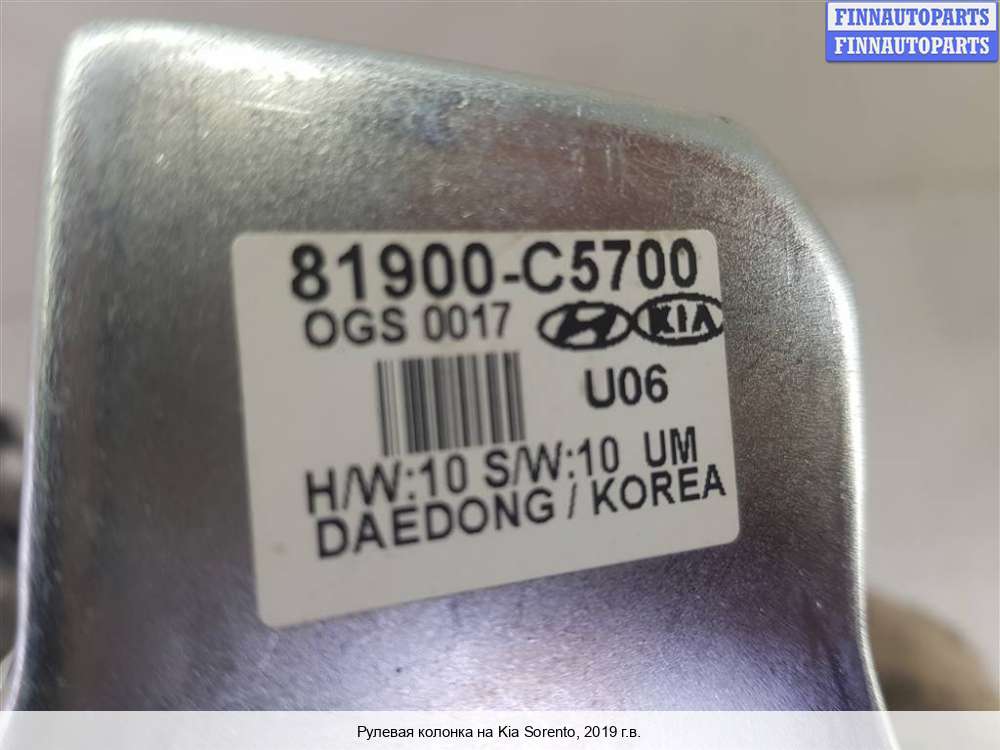 FINNAUTOPARTS
FINNAUTOPARTS
81900-C5700
OGS 0017 KIA
U06
H/W:10 S/W:10 UM
DAEDONG / KOREA
Рулевая колонка на Kia Sorento, 2019 г.в.